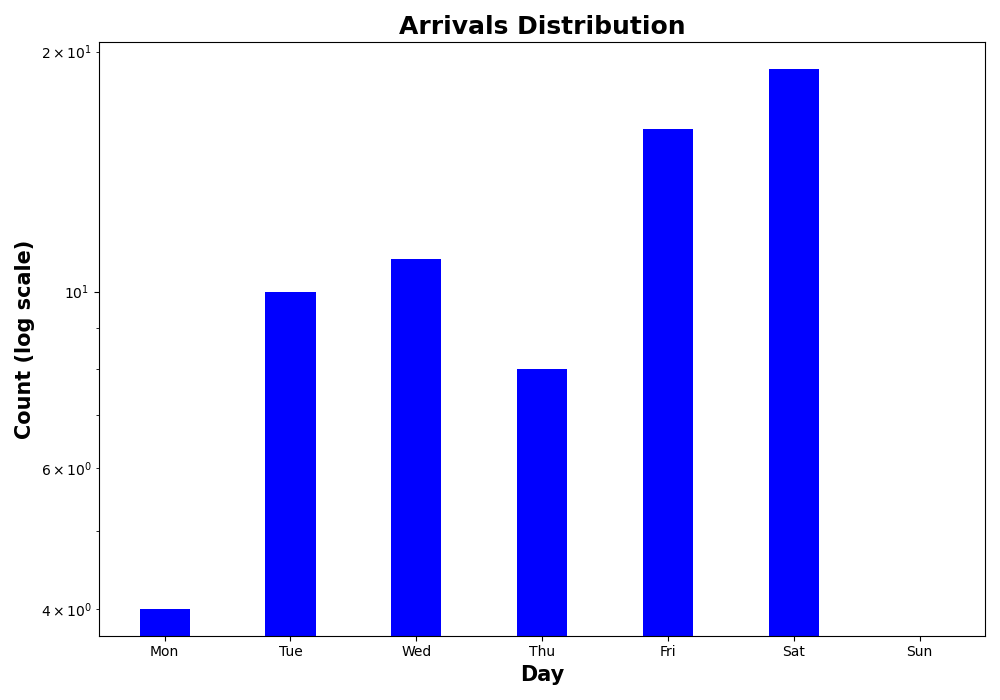 Arrivals Distribution
Count (log scale)
2 × 10¹
10¹
6 × 10⁰
4 × 10⁰
Mon Tue Wed Thu Fri Sat Sun
Day